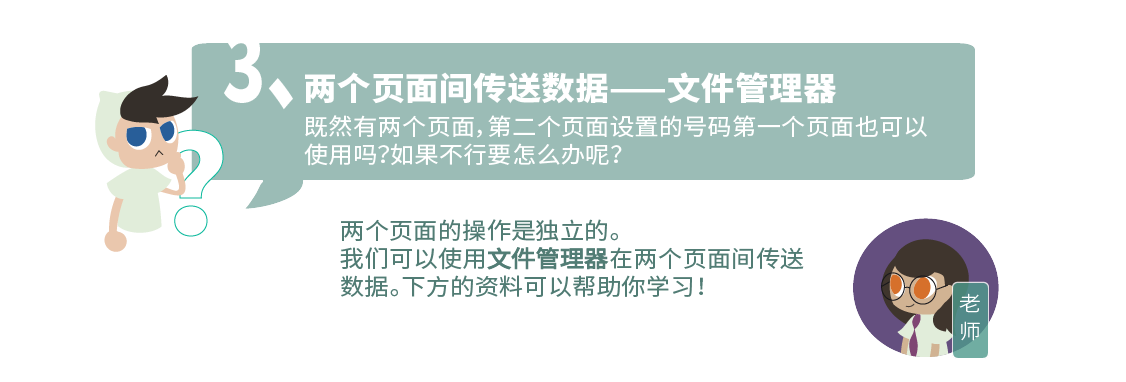 3、两个页面间传送数据——文件管理器
既然有两个页面，第二个页面设置的号码第一个页面也可以
使用吗？如果不行要怎么办呢？
?
两个页面的操作是独立的。
我们可以使用文件管理器在两个页面间传送
数据。下方的资料可以帮助你学习！
老
师